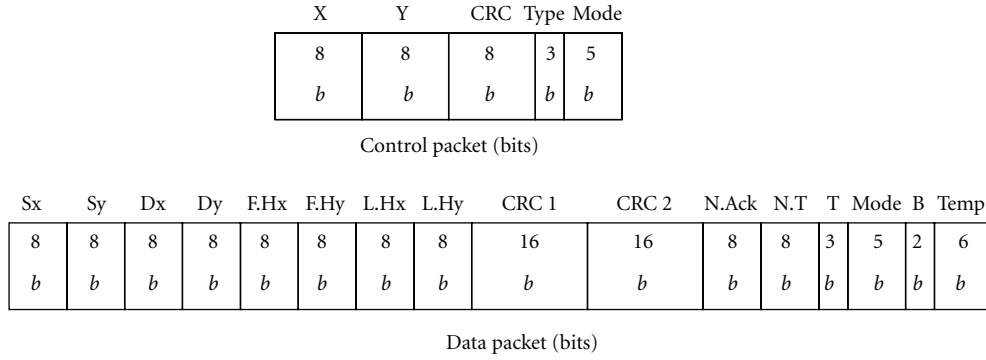 X Y CRC Type Mode
8 8 8 3 5
b b b b b
Control packet (bits)
Sx Sy Dx Dy F.Hx F.Hy L.Hx L.Hy CRC 1 CRC 2 N.Ack N.T T Mode B Temp
8 8 8 8 8 8 8 8 16 16 8 8 3 5 2 6
b b b b b b b b b b b b b b b b
Data packet (bits)